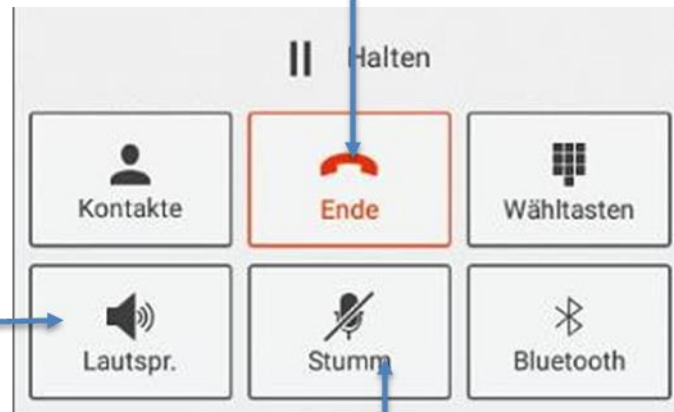 Halten
Kontakte
Ende
Wähltasten
Lautspr.
Stumm
Bluetooth